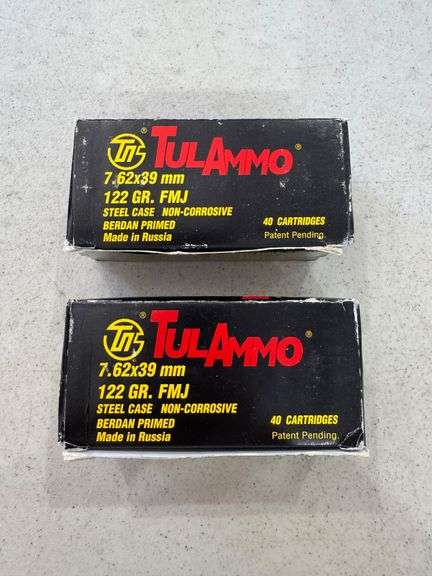 TulAmmo®
7.62x39 mm
122 GR. FMJ
STEEL CASE NON-CORROSIVE
BERDAN PRIMED
Made in Russia
40 CARTRIDGES
Patent Pending.
TulAmmo®
7.62x39 mm
122 GR. FMJ
STEEL CASE NON-CORROSIVE
BERDAN PRIMED
Made in Russia
40 CARTRIDGES
Patent Pending.